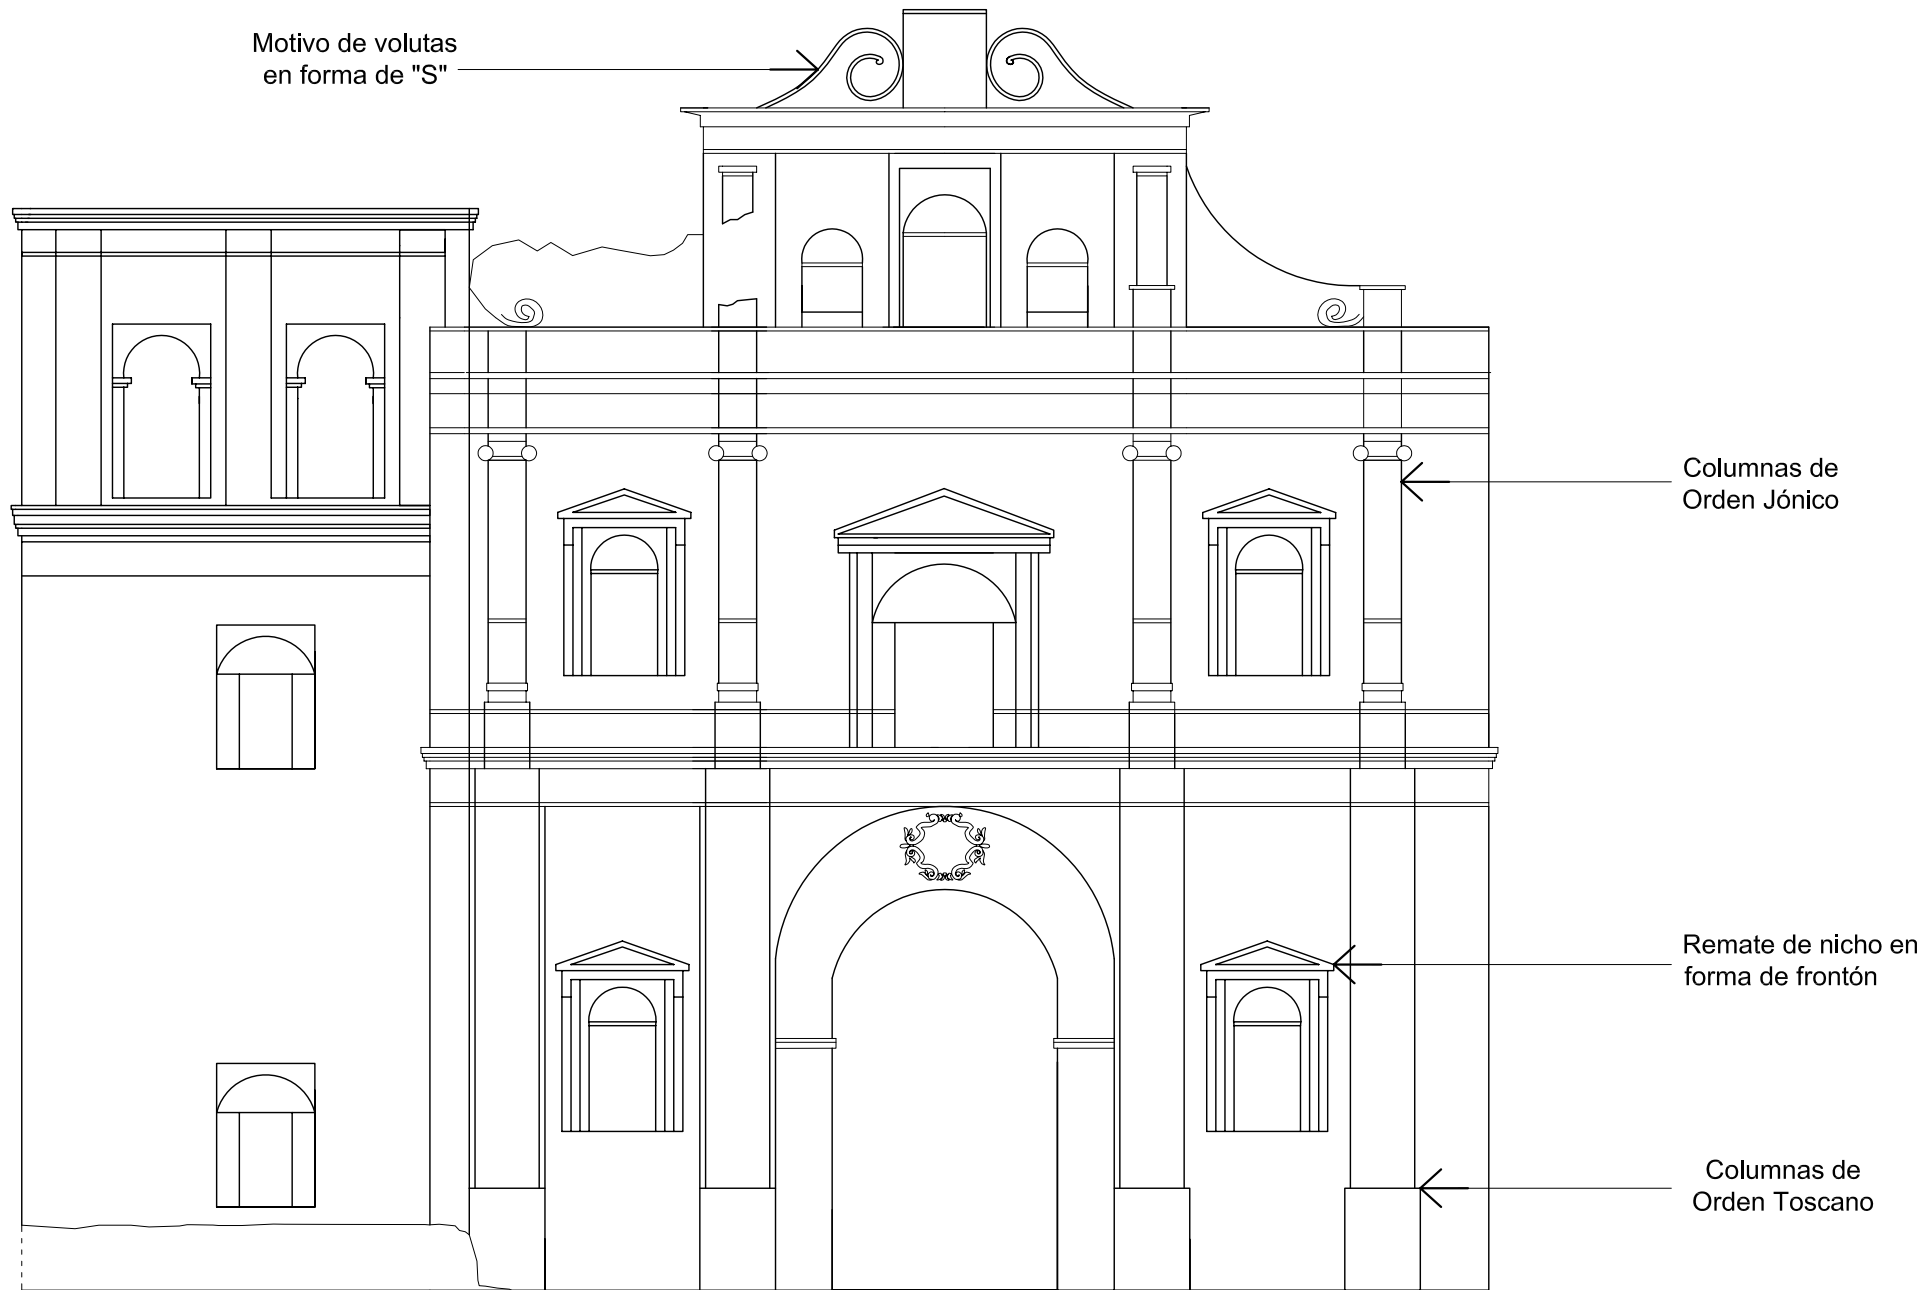 Motivo de volutas
en forma de "S"
Columnas de
Orden Jónico
Remate de nicho en
forma de frontón
Columnas de
Orden Toscano